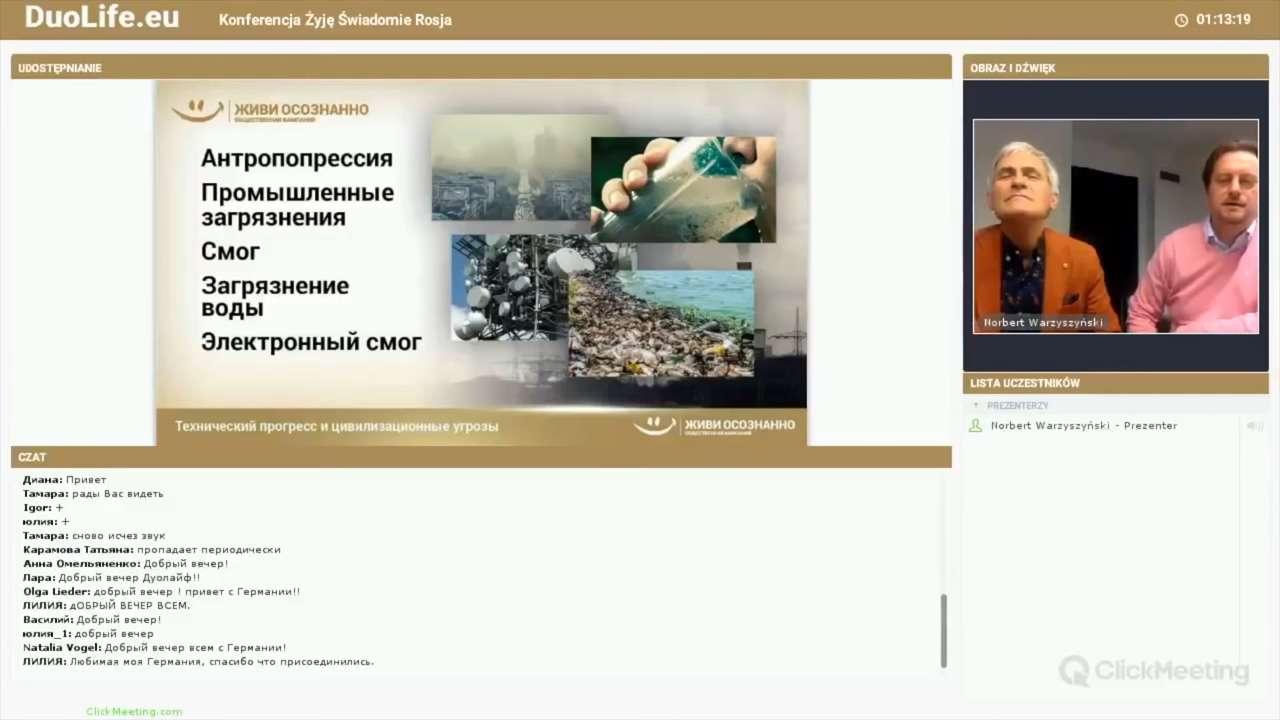 DuoLife.eu
Konferencja Żyję Świadomie Rosja
01:13:19
UDOSTĘPNIANIE
ЖИВИ ОСОЗНАННО
ОБЩЕСТВЕННАЯ КАМПАНИЯ
Антропопрессия
Промышленные
загрязнения
Смог
Загрязнение
воды
Электронный смог
Технический прогресс и цивилизационные угрозы
ЖИВИ ОСОЗНАННО
ОБЩЕСТВЕННАЯ КАМПАНИЯ
OBRAZ I DŹWIĘK
Norbert Warzyszyński
LISTA UCZESTNIKÓW
PREZENTERZY
Norbert Warzyszyński - Prezenter
CZAT
Диана: Привет
Тамара: рады Вас видеть
Igor: +
юлия: +
Тамара: сново исчез звук
Карамова Татьяна: пропадает периодически
Анна Омельяненко: Добрый вечер!
Лара: Добрый вечер Дуолайф!!
Olga Lieder: добрый вечер ! привет с Германии!!
ЛИЛИЯ: дОБРЫЙ ВЕЧЕР ВСЕМ.
Василий: Добрый вечер!
юлия_1: добрый вечер
Natalia Vogel: Добрый вечер всем с Германии!
ЛИЛИЯ: Любимая моя Германия, спасибо что присоединились.
ClickMeeting
ClickMeeting.com